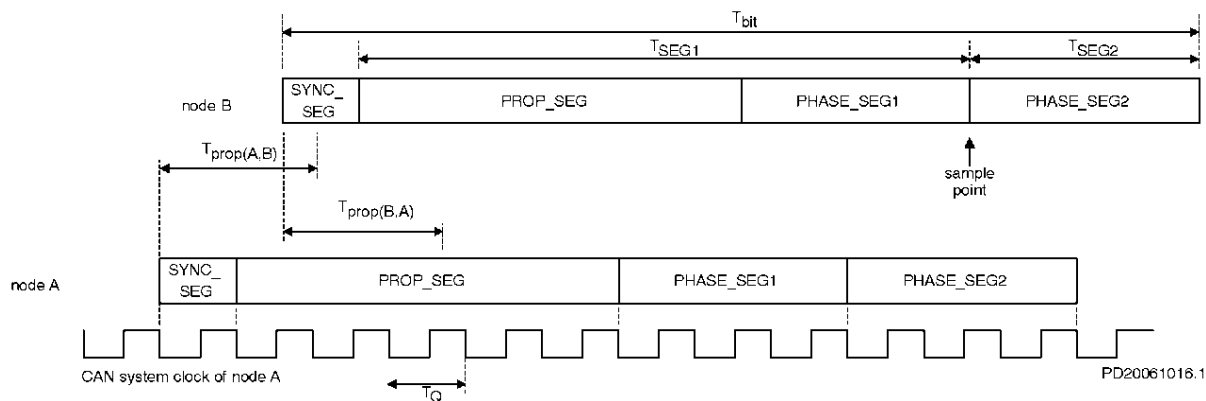 Tbit
TSEG1
TSEG2
node B
SYNC_
SEG
PROP_SEG
PHASE_SEG1
PHASE_SEG2
Tprop(A,B)
sample
point
Tprop(B,A)
node A
SYNC_
SEG
PROP_SEG
PHASE_SEG1
PHASE_SEG2
CAN system clock of node A
TQ
PD20061016.1